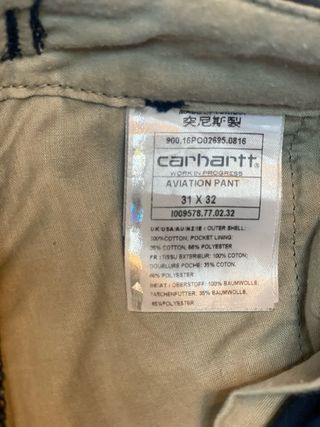 突尼斯製
900.16PO02695.0816
carhartt
WORK IN PROGRESS
AVIATION PANT
31 X 32
I009578.77.02.32
UK/USA/AU/NZ/IE / OUTER SHELL:
100%COTTON; POCKET LINING:
35% COTTON, 65% POLYESTER
FR / TISSU EXTERIEUR: 100% COTON;
DOUBLURE POCHE: 35% COTON,
65% POLYESTER
DE/AT / OBERSTOFF: 100% BAUMWOLLE,
TASCHENFUTTER: 35% BAUMWOLLE,
65%POLYESTER